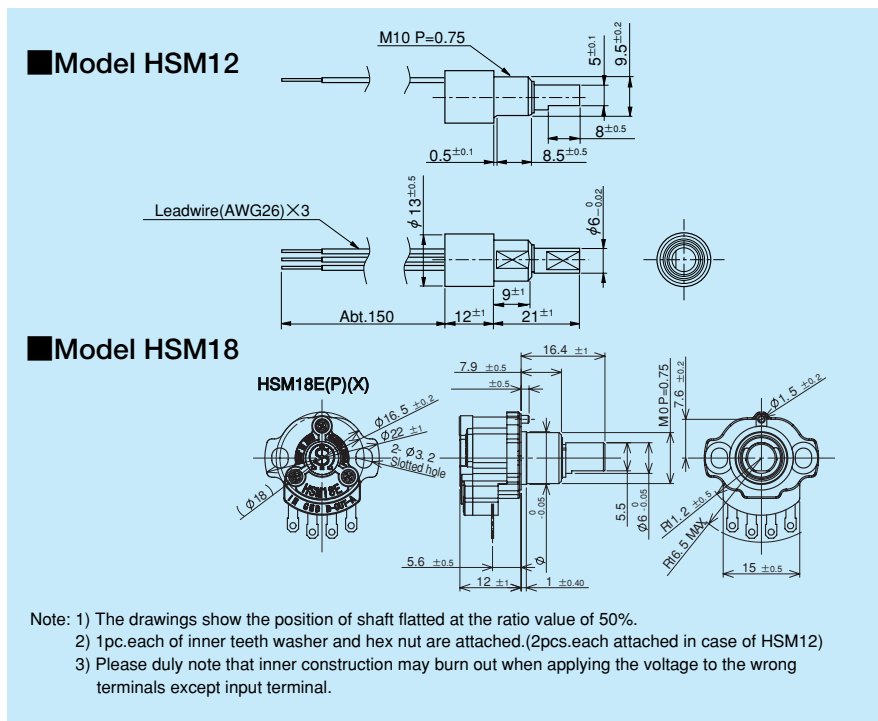 ■Model HSM12
M10 P=0.75
5±0.1
9.5±0.2
8±0.5
0.5±0.1
8.5±0.5
Leadwire(AWG26)×3
φ13±0.5
φ6 0 -0.02
9±1
Abt.150
12±1
21±1
■Model HSM18
HSM18E(P)(X)
16.4 ±1
7.9 ±0.5
±0.5
Ø16.5 ±0.2
Ø22 ±1
2- Ø3.2
Slotted hole
(Ø18)
HSM18E
M0 P=0.75
7.6 ±0.2
Ø1.5 ±0.2
5.5
Ø6 0 -0.05
Ø 0 -0.05
R11.2 ±0.5
R16.5 MAX.
5.6 ±0.5
12 ±1
1 ±0.40
15 ±0.5
Note: 1) The drawings show the position of shaft flatted at the ratio value of 50%.
2) 1pc.each of inner teeth washer and hex nut are attached.(2pcs.each attached in case of HSM12)
3) Please duly note that inner construction may burn out when applying the voltage to the wrong
terminals except input terminal.